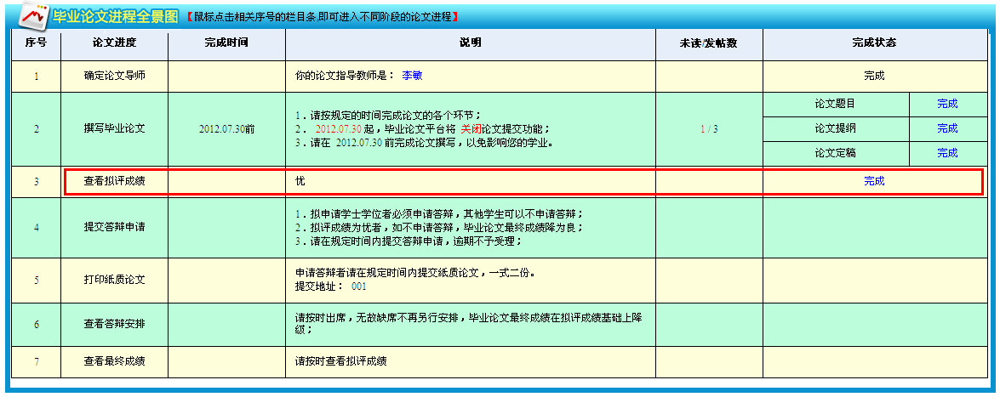 毕业论文进程全景图 【鼠标点击相关序号的栏目条,即可进入不同阶段的论文进程】
序号 论文进度 完成时间 说明 未读/发帖数 完成状态
1 确定论文导师 你的论文指导教师是： 李敏 完成
2 撰写毕业论文 2012.07.30前
1．请按规定的时间完成论文的各个环节；
2． 2012.07.30 起，毕业论文平台将 关闭论文提交功能；
3．请在 2012.07.30 前完成论文撰写，以免影响您的学业。
1 / 3
论文题目 完成
论文提纲 完成
论文定稿 完成
3 查看拟评成绩 优 完成
4 提交答辩申请
1．拟申请学士学位者必须申请答辩，其他学生可以不申请答辩；
2．拟评成绩为优者，如不申请答辩，毕业论文最终成绩降为良；
3．请在规定时间内提交答辩申请，逾期不予受理；
5 打印纸质论文
申请答辩者请在规定时间内提交纸质论文，一式二份。
提交地址： 001
6 查看答辩安排
请按时出席，无故缺席不再另行安排，毕业论文最终成绩在拟评成绩基础上降
级；
7 查看最终成绩 请按时查看拟评成绩